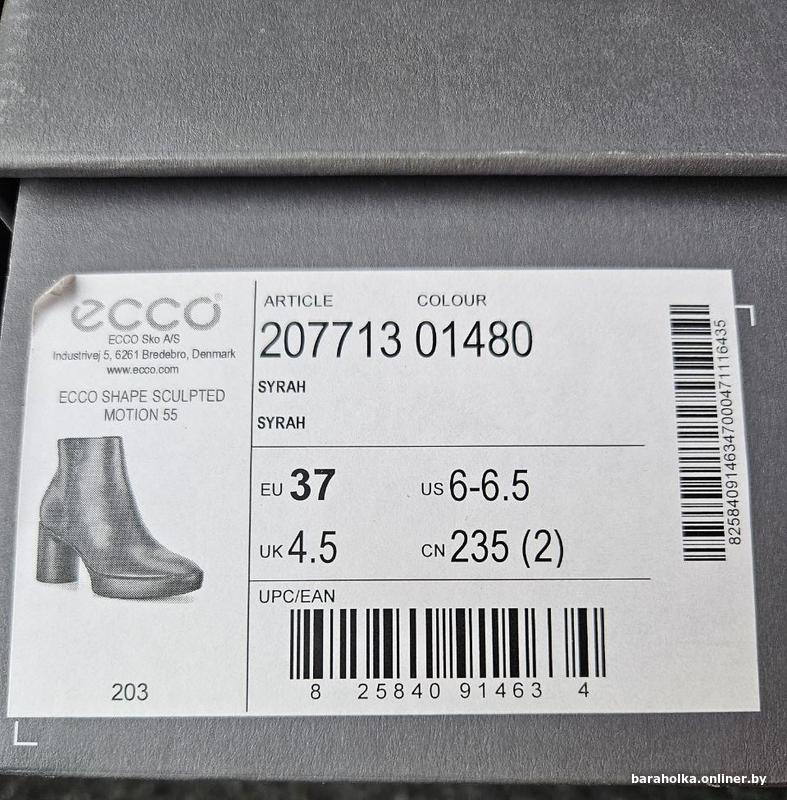 ecco®
ECCO Sko A/S
Industrivej 5, 6261 Bredebro, Denmark
www.ecco.com
ECCO SHAPE SCULPTED
MOTION 55
203
ARTICLE COLOUR
207713 01480
SYRAH
SYRAH
EU 37 US 6-6.5
UK 4.5 CN 235 (2)
UPC/EAN
8 25840 91463 4
825840914634700047111643​5
baraholka.onliner.by